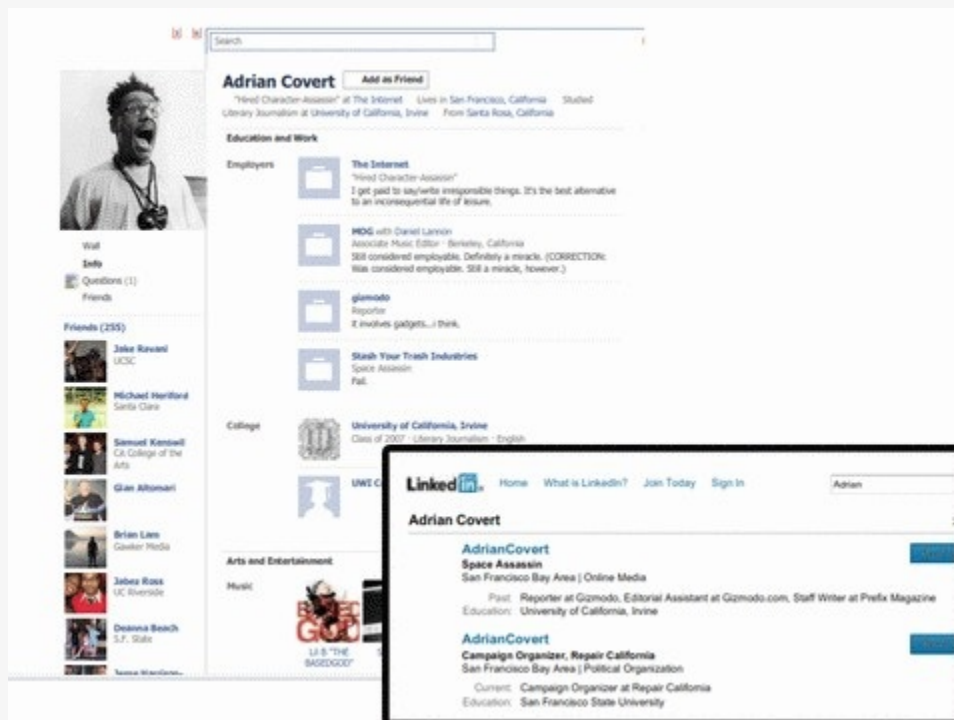 Search
Adrian Covert
Add as Friend
"Hired Character-Assassin" at The Internet Lives in San Francisco, California Studied
Literary Journalism at University of California, Irvine From Santa Rosa, California
Education and Work
Employers
The Internet
"Hired Character-Assassin"
I get paid to say/write irresponsible things. It's the best alternative
to an inconsequential life of leisure.
MOG with Daniel Lannon
Associate Music Editor · Berkeley, California
Still considered employable. Definitely a miracle. (CORRECTION:
Was considered employable. Still a miracle, however.)
gizmodo
Reporter
it involves gadgets...i think.
Stash Your Trash Industries
Space Assassin
Fail.
College
University of California, Irvine
Class of 2007 · Literary Journalism · English
UWI
Arts and Entertainment
Music
BASED
GOD
LIL B "THE
BASEDGOD"
Wall
Info
Questions (1)
Friends
Friends (255)
UCSC
Michael
Santa Clara
Samuel
CA College of the
Arts
Gian Altomari
Brian Lam
Gawker Media
Jabez Ross
UC Riverside
Deanna Beach
S.F. State
LinkedIn
Home What is LinkedIn? Join Today Sign In
Adrian
Adrian Covert
AdrianCovert
Space Assassin
San Francisco Bay Area | Online Media
Past: Reporter at Gizmodo, Editorial Assistant at Gizmodo.com, Staff Writer at Prefix Magazine
Education: University of California, Irvine
AdrianCovert
Campaign Organizer, Repair California
San Francisco Bay Area | Political Organization
Current: Campaign Organizer at Repair California
Education: San Francisco State University